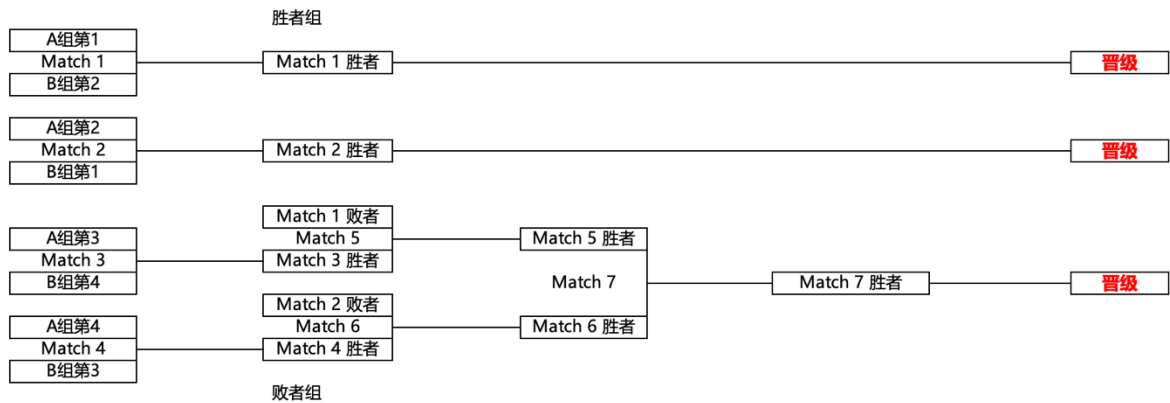 胜者组
A组第1
Match 1
B组第2
Match 1 胜者
晋级
A组第2
Match 2
B组第1
Match 2 胜者
晋级
A组第3
Match 3
B组第4
Match 1 败者
Match 5
Match 3 胜者
A组第4
Match 4
B组第3
Match 2 败者
Match 6
Match 4 胜者
Match 5 胜者
Match 7
Match 6 胜者
Match 7 胜者
晋级
败者组